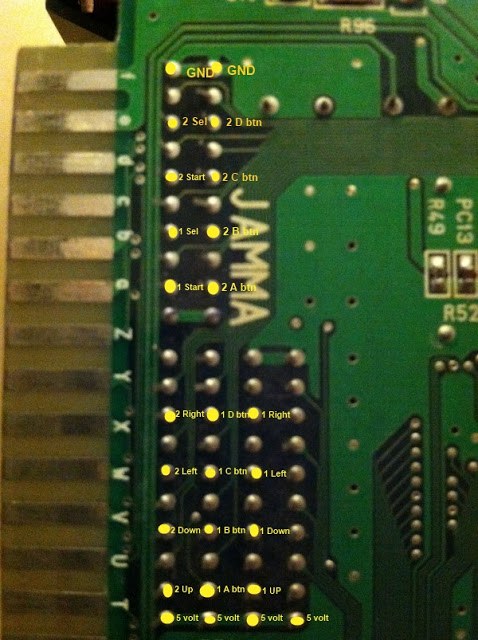 R96
GND GND
2 Sel 2 D btn
2 Start 2 C btn
1 Sel 2 B btn
1 Start 2 A btn
JAMMA
R49
PC13
R52
f
e
d
c
b
a
Z
Y
X
W
V
U
T
2 Right 1 D btn 1 Right
2 Left 1 C btn 1 Left
2 Down 1 B btn 1 Down
2 Up 1 A btn 1 UP
5 volt 5 volt 5 volt 5 volt